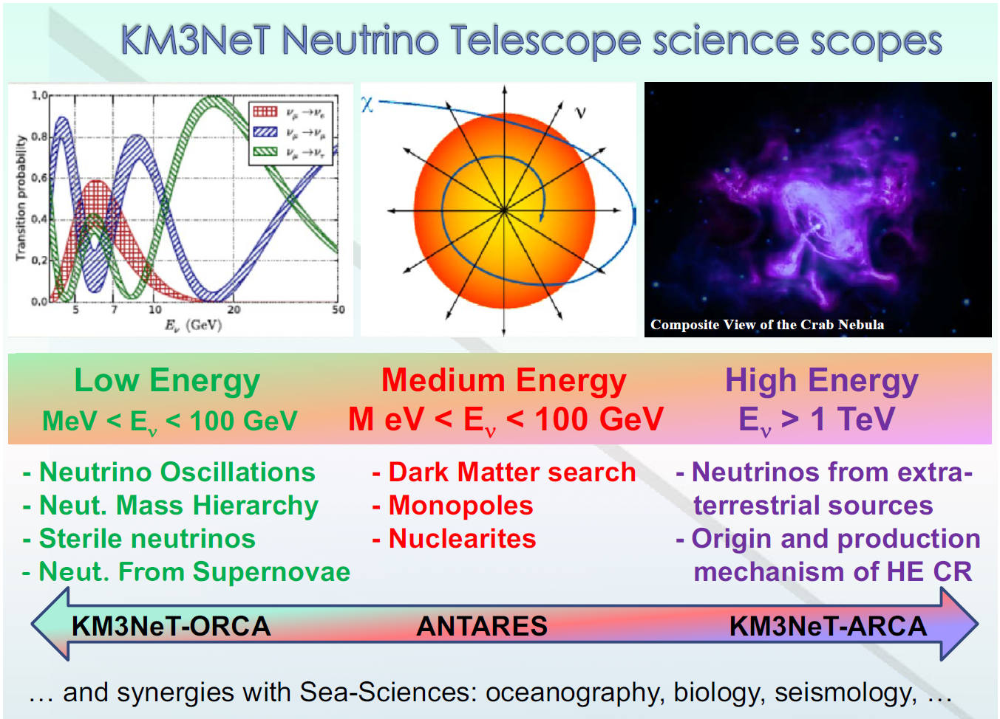 KM3NeT Neutrino Telescope science scopes
Transition probability
1.0
0.8
0.6
0.4
0.2
0.0
5
7
10
20
50
E_ν (GeV)
ν_μ → ν_e
ν_μ → ν_μ
ν_μ → ν_τ
χ
ν
Composite View of the Crab Nebula
Low Energy
MeV < E_ν < 100 GeV
Medium Energy
M eV < E_ν < 100 GeV
High Energy
E_ν > 1 TeV
- Neutrino Oscillations
- Neut. Mass Hierarchy
- Sterile neutrinos
- Neut. From Supernovae
- Dark Matter search
- Monopoles
- Nuclearites
- Neutrinos from extra-
terrestrial sources
- Origin and production
mechanism of HE CR
KM3NeT-ORCA
ANTARES
KM3NeT-ARCA
… and synergies with Sea-Sciences: oceanography, biology, seismology, …